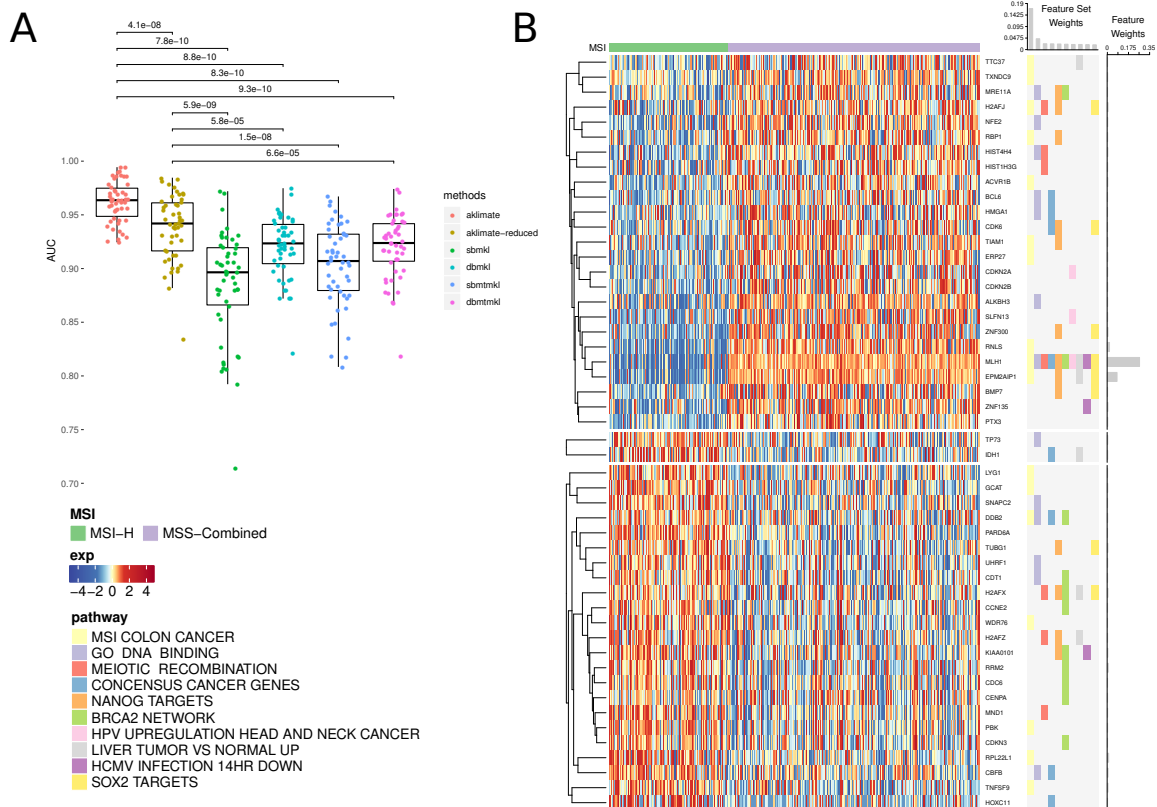 A
4.1e-08
7.8e-10
8.8e-10
8.3e-10
9.3e-10
5.9e-09
5.8e-05
1.5e-08
6.6e-05
AUC
1.00
0.95
0.90
0.85
0.80
0.75
0.70
methods
aklimate
aklimate-reduced
sbmkl
dbmkl
sbmtmkl
dbmtmkl
MSI
MSI-H MSS-Combined
exp
-4 -2 0 2 4
pathway
MSI COLON CANCER
GO DNA BINDING
MEIOTIC RECOMBINATION
CONCENSUS CANCER GENES
NANOG TARGETS
BRCA2 NETWORK
HPV UPREGULATION HEAD AND NECK CANCER
LIVER TUMOR VS NORMAL UP
HCMV INFECTION 14HR DOWN
SOX2 TARGETS
B
MSI
0.19
0.1425
0.095
0.0475
0
Feature Set
Weights
Feature
Weights
0 0.175 0.35
TTC37
TXNDC9
MRE11A
H2AFJ
NFE2
RBP1
HIST4H4
HIST1H3G
ACVR1B
BCL6
HMGA1
CDK6
TIAM1
ERP27
CDKN2A
CDKN2B
ALKBH3
SLFN13
ZNF300
RNLS
MLH1
EPM2AIP1
BMP7
ZNF135
PTX3
TP73
IDH1
LYG1
GCAT
SNAPC2
DDB2
PARD6A
TUBG1
UHRF1
CDT1
H2AFX
CCNE2
WDR76
H2AFZ
KIAA0101
RRM2
CDC6
CENPA
MND1
PBK
CDKN3
RPL22L1
CBFB
TNFSF9
HOXC11